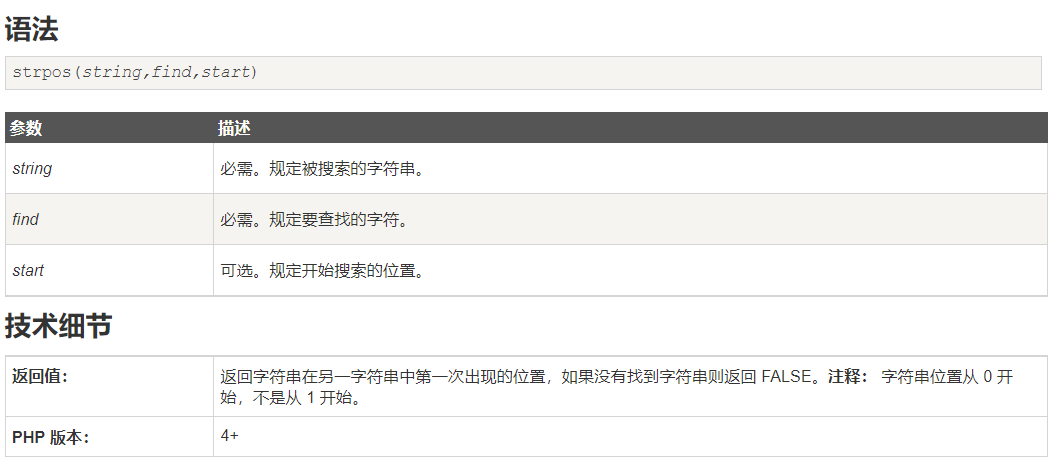 语法
strpos(string,find,start)
参数 描述
string 必需。规定被搜索的字符串。
find 必需。规定要查找的字符。
start 可选。规定开始搜索的位置。
技术细节
返回值： 返回字符串在另一字符串中第一次出现的位置，如果没有找到字符串则返回 FALSE。注释： 字符串位置从 0 开
始，不是从 1 开始。
PHP 版本： 4+